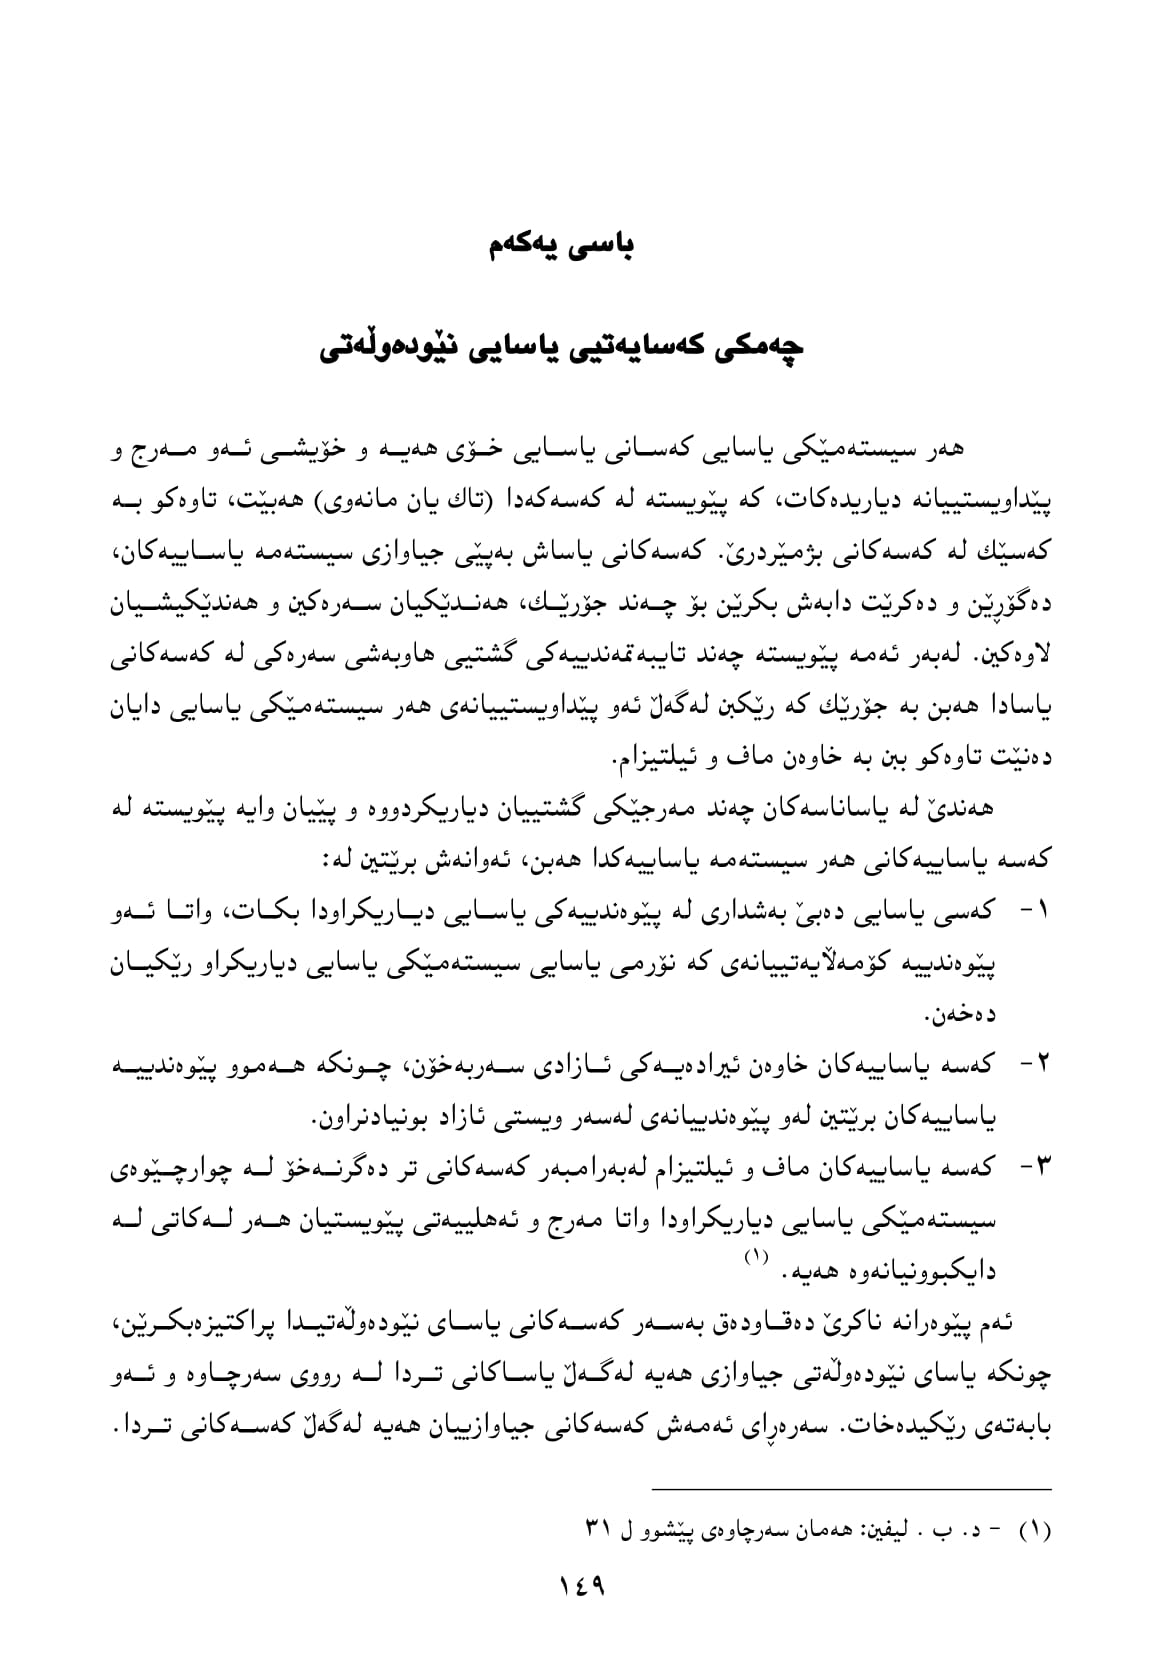 باسی یەکەم
چەمکی کەسایەتیی یاسایی نێودەوڵەتی
هەر سیستەمێکی یاسایی کەسانی یاسایی خۆی هەیە و خۆیشی ئەو مەرج و
پێداویستییانە دیاریدەکات، کە پێویستە لە کەسەکەدا (تاك یان مانەوی) هەبێت، تاوەکو بە
کەسێك لە کەسەکانی بژمێردرێ. کەسەکانی یاساش بەپێی جیاوازی سیستەمە یاساییەکان،
دەگۆڕێن و دەکرێت دابەش بکرێن بۆ چەند جۆرێك، هەندێکیان سەرەکین و هەندێکیشیان
لاوەکین. لەبەر ئەمە پێویستە چەند تایبەتمەندییەکی گشتیی هاوبەشی سەرەکی لە کەسەکانی
یاسادا هەبن بە جۆرێك کە رێکبن لەگەڵ ئەو پێداویستییانەی هەر سیستەمێکی یاسایی دایان
دەنێت تاوەکو ببن بە خاوەن ماف و ئیلتیزام.
هەندێ لە یاساناسەکان چەند مەرجێکی گشتییان دیاریکردووە و پێیان وایە پێویستە لە
کەسە یاساییەکانی هەر سیستەمە یاساییەکدا هەبن، ئەوانەش برێتین لە:
١- کەسی یاسایی دەبێ بەشداری لە پێوەندییەکی یاسایی دیاریکراودا بکات، واتا ئەو
پێوەندییە کۆمەڵایەتییانەی کە نۆرمی یاسایی سیستەمێکی یاسایی دیاریکراو رێکیان
دەخەن.
٢- کەسە یاساییەکان خاوەن ئیرادەیەکی ئازادی سەربەخۆن، چونکە هەموو پێوەندییە
یاساییەکان برێتین لەو پێوەندییانەی لەسەر ویستی ئازاد بونیادنراون.
٣- کەسە یاساییەکان ماف و ئیلتیزام لەبەرامبەر کەسەکانی تر دەگرنەخۆ لە چوارچێوەی
سیستەمێکی یاسایی دیاریکراودا واتا مەرج و ئەهلییەتی پێویستیان هەر لەکاتی لە
دایکبوونیانەوە هەیە. (١)
ئەم پێوەرانە ناکرێ دەقاودەق بەسەر کەسەکانی یاسای نێودەوڵەتیدا پراکتیزەبکرێن،
چونکە یاسای نێودەوڵەتی جیاوازی هەیە لەگەڵ یاساکانی تردا لە رووی سەرچاوە و ئەو
بابەتەی رێکیدەخات. سەرەڕای ئەمەش کەسەکانی جیاوازییان هەیە لەگەڵ کەسەکانی تردا.
(١) - د. ب . لیفین: هەمان سەرچاوەی پێشوو ل ٣١
١٤٩